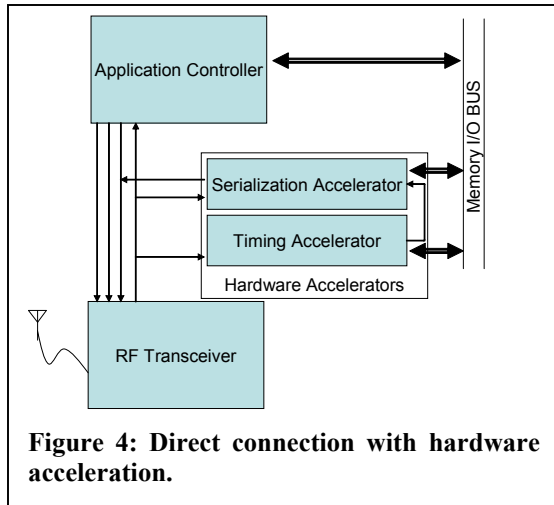 Application Controller
Memory I/O BUS
Serialization Accelerator
Timing Accelerator
Hardware Accelerators
RF Transceiver
Figure 4: Direct connection with hardware
acceleration.